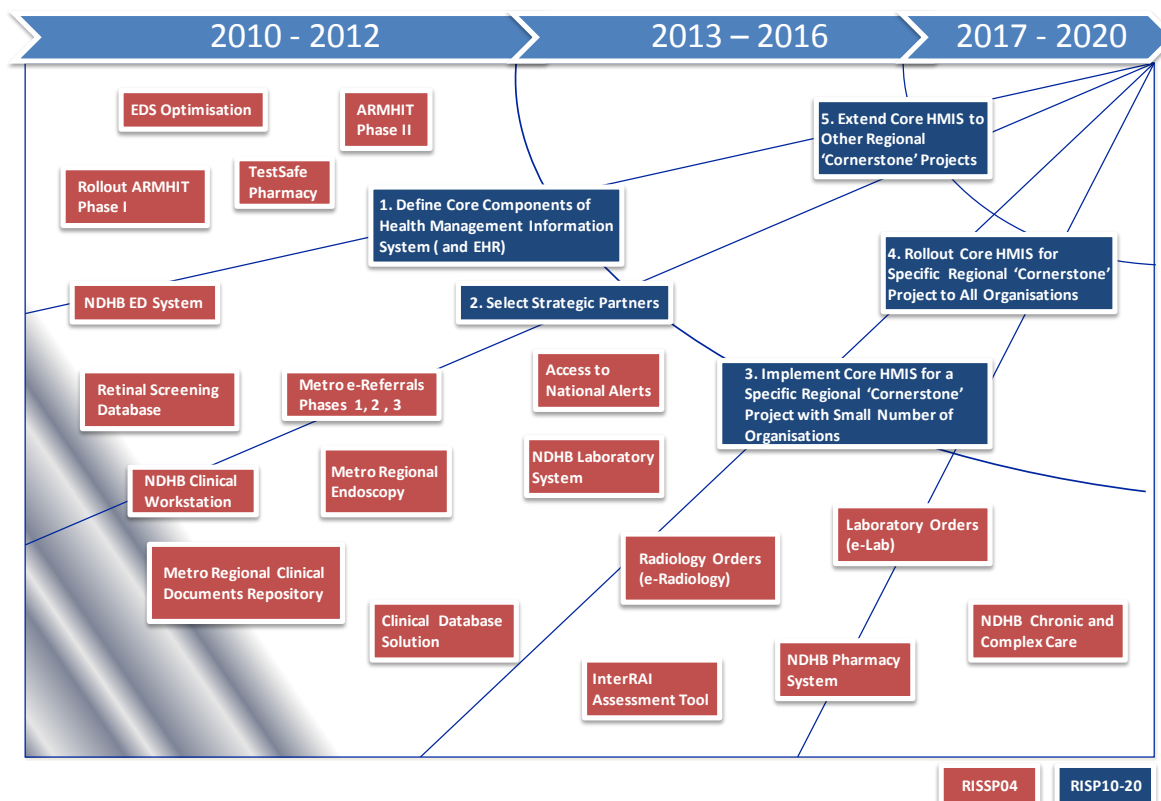 2010 - 2012
2013 – 2016
2017 - 2020
EDS Optimisation
ARMHIT
Phase II
5. Extend Core HMIS to
Other Regional
‘Cornerstone’ Projects
Rollout ARMHIT
Phase I
TestSafe
Pharmacy
1. Define Core Components of
Health Management Information
System ( and EHR)
4. Rollout Core HMIS for
Specific Regional ‘Cornerstone’
Project to All Organisations
NDHB ED System
2. Select Strategic Partners
Retinal Screening
Database
Metro e-Referrals
Phases 1, 2 , 3
Access to
National Alerts
3. Implement Core HMIS for a
Specific Regional ‘Cornerstone’
Project with Small Number of
Organisations
NDHB Clinical
Workstation
Metro Regional
Endoscopy
NDHB Laboratory
System
Laboratory Orders
(e-Lab)
Metro Regional Clinical
Documents Repository
Radiology Orders
(e-Radiology)
Clinical Database
Solution
NDHB Chronic and
Complex Care
InterRAI
Assessment Tool
NDHB Pharmacy
System
RISSP04
RISP10-20